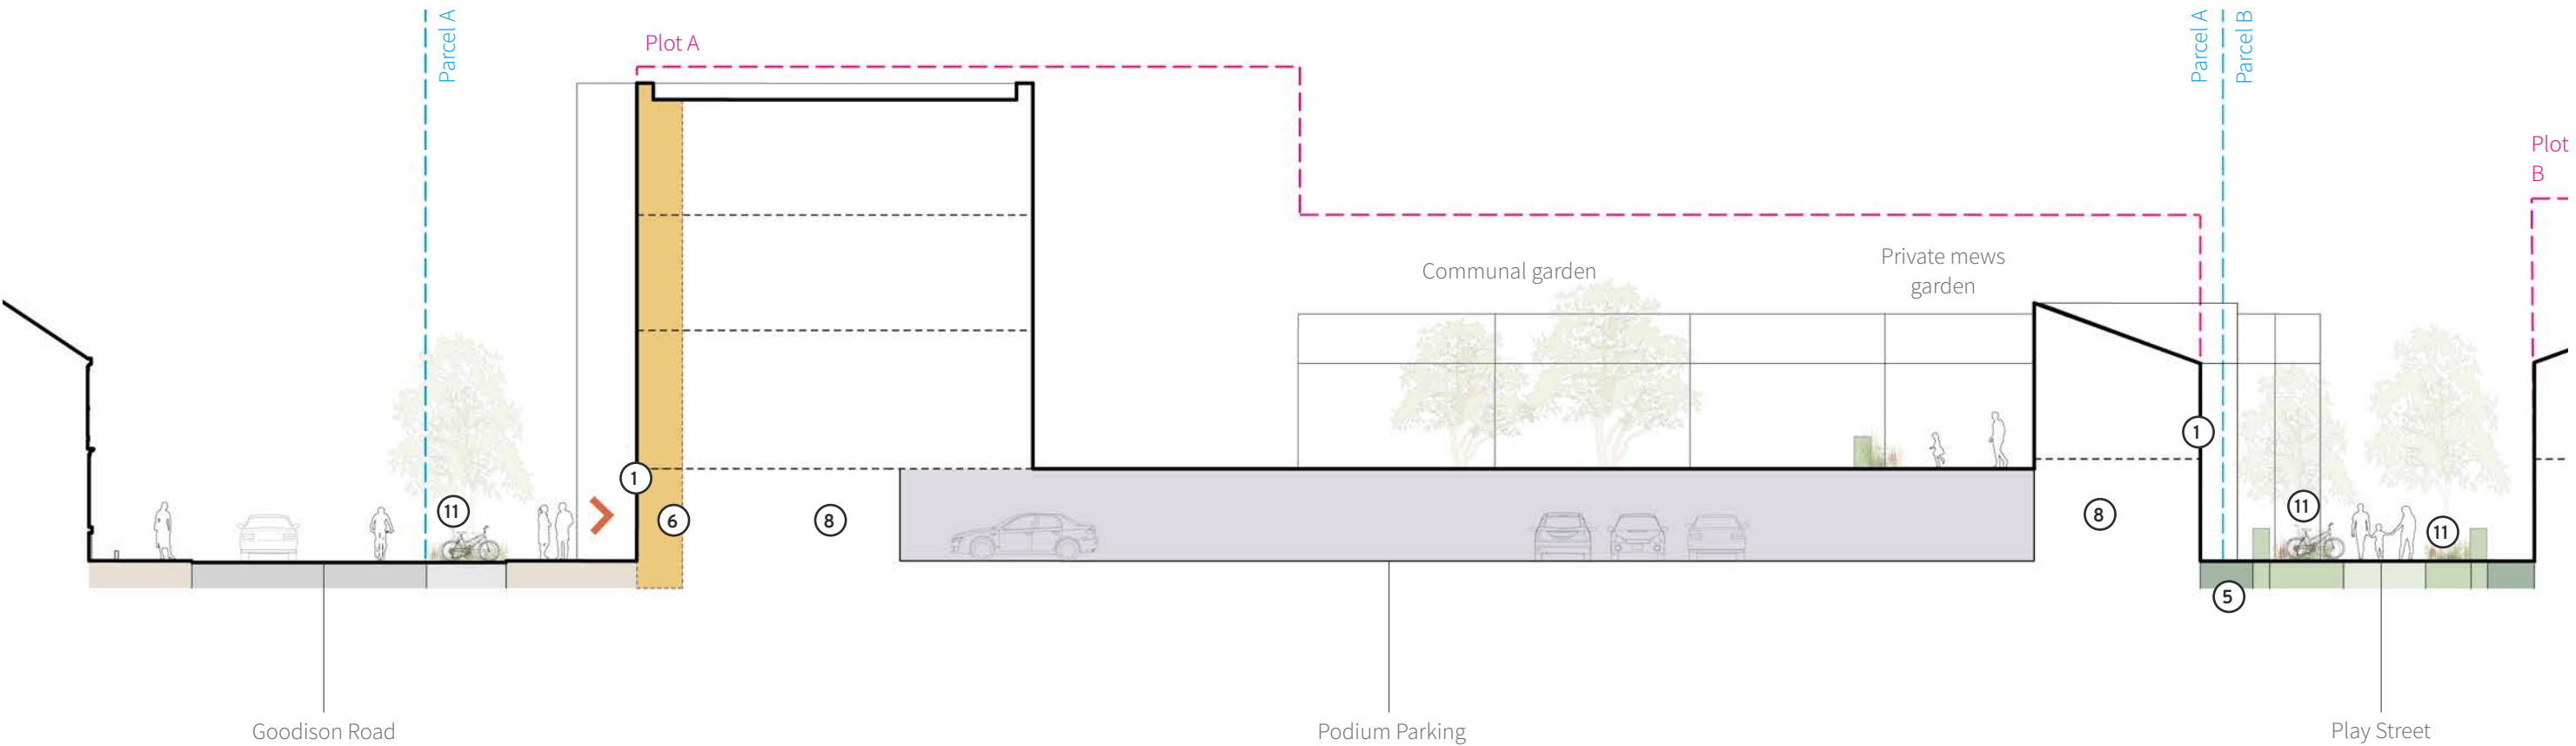 Parcel A
Plot A
Parcel A
Parcel B
Plot
B
Communal garden
Private mews
garden
1
1
11
6
8
8
11
11
5
Goodison Road
Podium Parking
Play Street